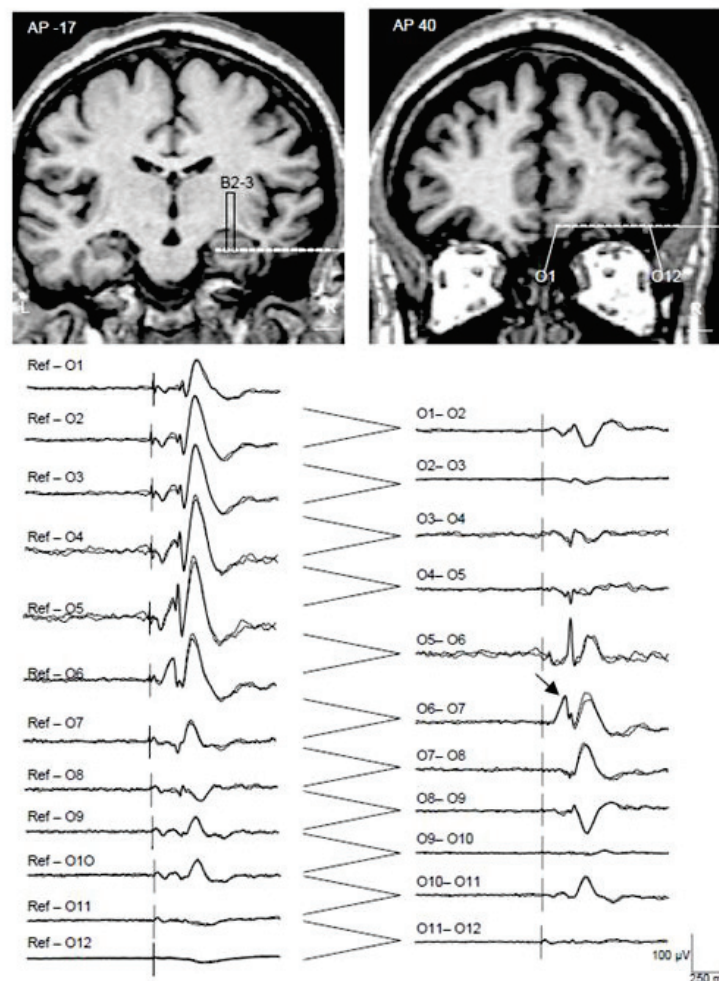 AP -17
AP 40
B2-3
O1
O12
L
R
R
Ref – O1
Ref – O2
Ref – O3
Ref – O4
Ref – O5
Ref – O6
Ref – O7
Ref – O8
Ref – O9
Ref – O1O
Ref – O11
Ref – O12
O1– O2
O2– O3
O3– O4
O4– O5
O5– O6
O6– O7
O7– O8
O8– O9
O9– O10
O10– O11
O11– O12
100 µV